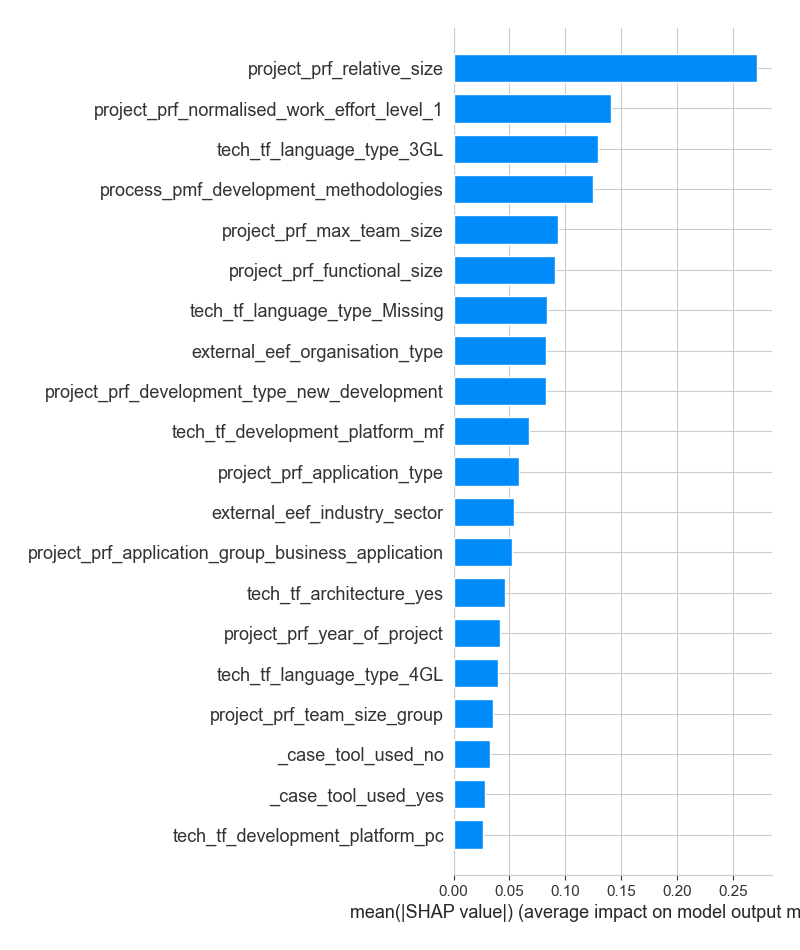 project_prf_relative_size
project_prf_normalised_work_effort_level_1
tech_tf_language_type_3GL
process_pmf_development_methodologies
project_prf_max_team_size
project_prf_functional_size
tech_tf_language_type_Missing
external_eef_organisation_type
project_prf_development_type_new_development
tech_tf_development_platform_mf
project_prf_application_type
external_eef_industry_sector
project_prf_application_group_business_application
tech_tf_architecture_yes
project_prf_year_of_project
tech_tf_language_type_4GL
project_prf_team_size_group
_case_tool_used_no
_case_tool_used_yes
tech_tf_development_platform_pc
0.00 0.05 0.10 0.15 0.20 0.25
mean(|SHAP value|) (average impact on model output m